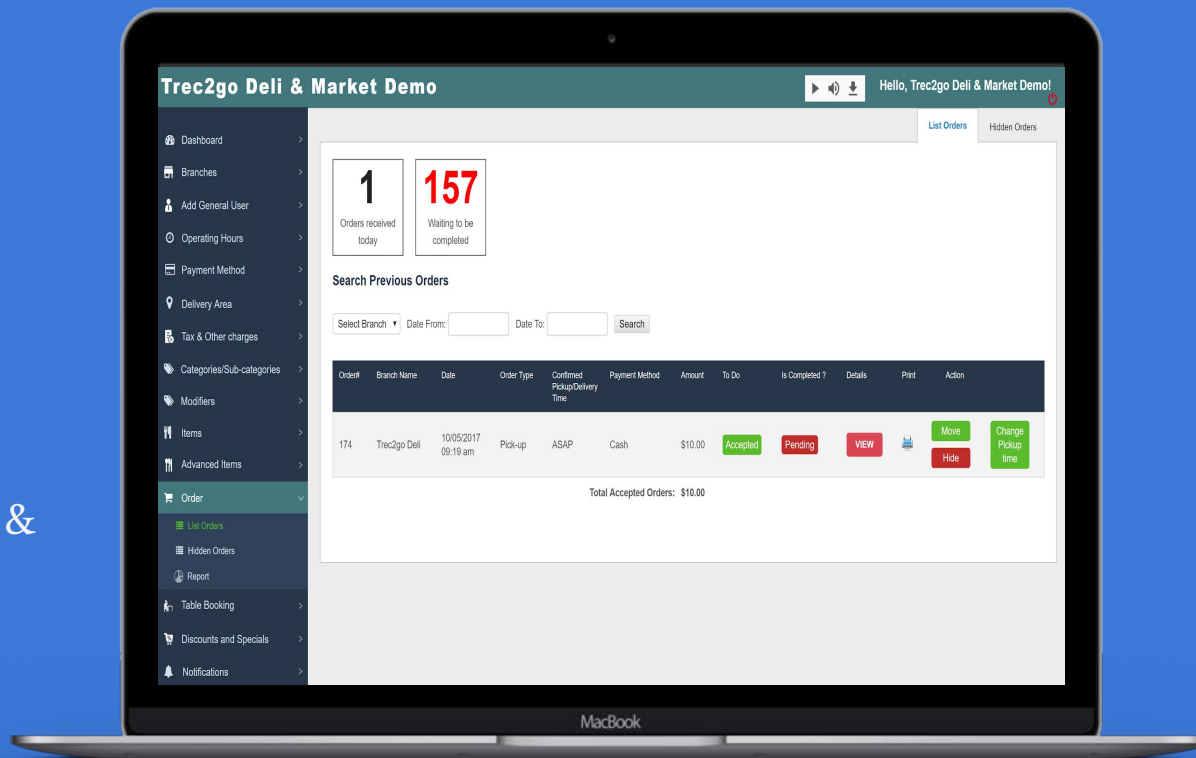 Trec2go Deli & Market Demo
Hello, Trec2go Deli & Market Demo!
List Orders
Hidden Orders
Dashboard
Branches
Add General User
Operating Hours
Payment Method
Delivery Area
Tax & Other charges
Categories/Sub-categories
Modifiers
Items
Advanced Items
Order
List Orders
Hidden Orders
Report
Table Booking
Discounts and Specials
Notifications
1
Orders received
today
157
Waiting to be
completed
Search Previous Orders
Select Branch Date From: Date To: Search
Order# Branch Name Date Order Type Confirmed Pickup/Delivery Time Payment Method Amount To Do Is Completed ? Details Print Action
174 Trec2go Deli 10/05/2017 09:19 am Pick-up ASAP Cash $10.00 Accepted Pending VIEW Move Hide Change Pickup time
Total Accepted Orders: $10.00
&
MacBook